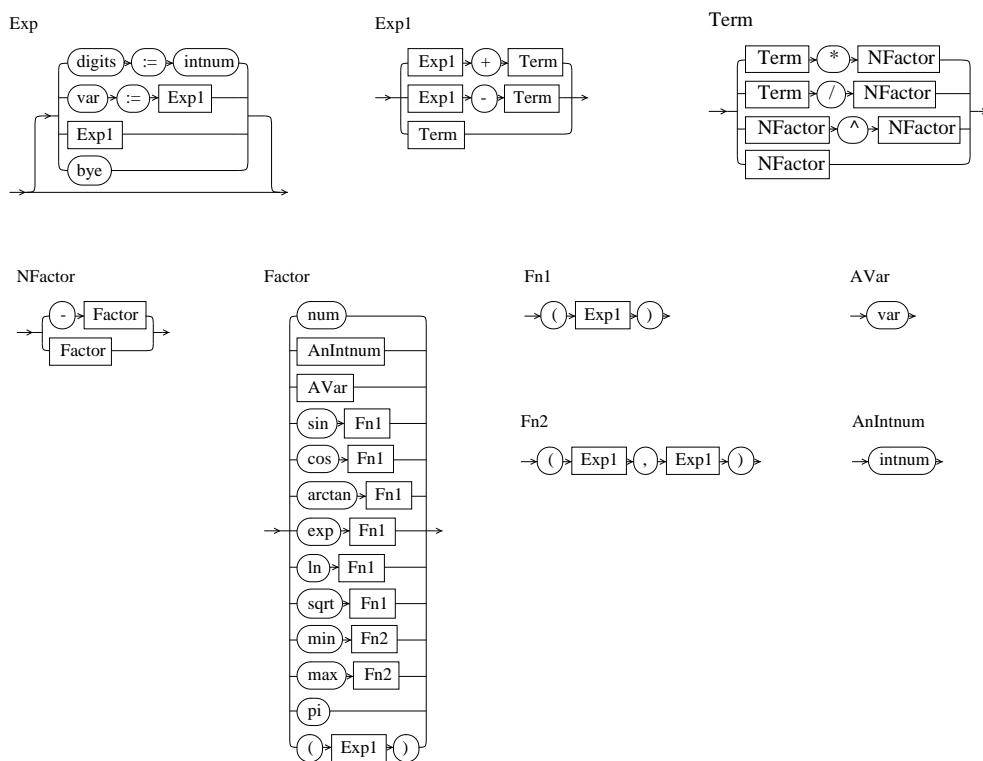 Exp
digits := intnum
var := Exp1
Exp1
bye
Exp1
Exp1 + Term
Exp1 - Term
Term
Term
Term * NFactor
Term / NFactor
NFactor ^ NFactor
NFactor
NFactor
- Factor
Factor
Factor
num
AnIntnum
AVar
sin Fn1
cos Fn1
arctan Fn1
exp Fn1
ln Fn1
sqrt Fn1
min Fn2
max Fn2
pi
( Exp1 )
Fn1
( Exp1 )
AVar
var
Fn2
( Exp1 , Exp1 )
AnIntnum
intnum